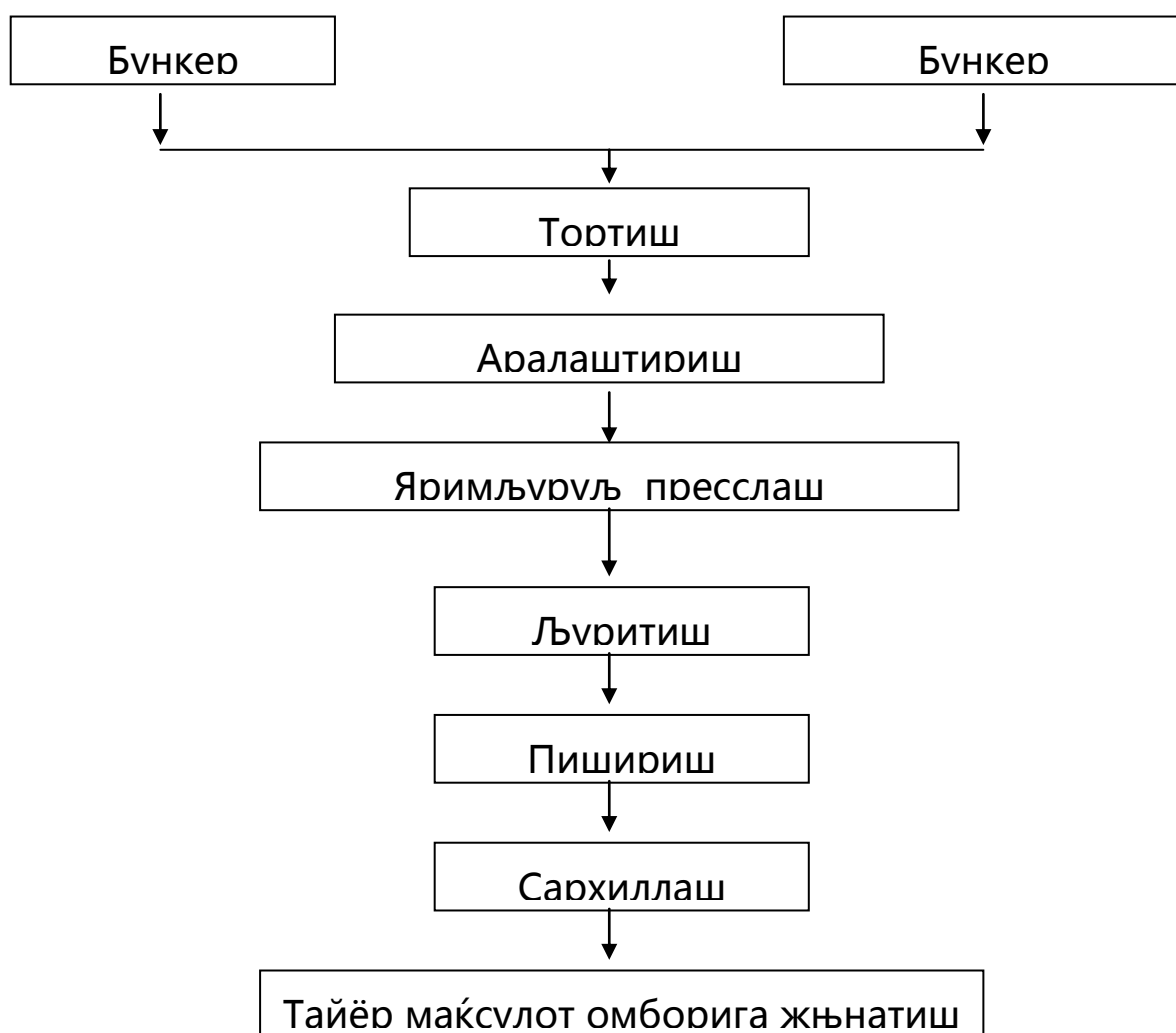 Бункер
Бункер
Тортиш
Аралаштириш
Яримљуруљ пресслаш
Љуритиш
Пишириш
Сархиллаш
Тайёр маќсулот омборига жњнатиш